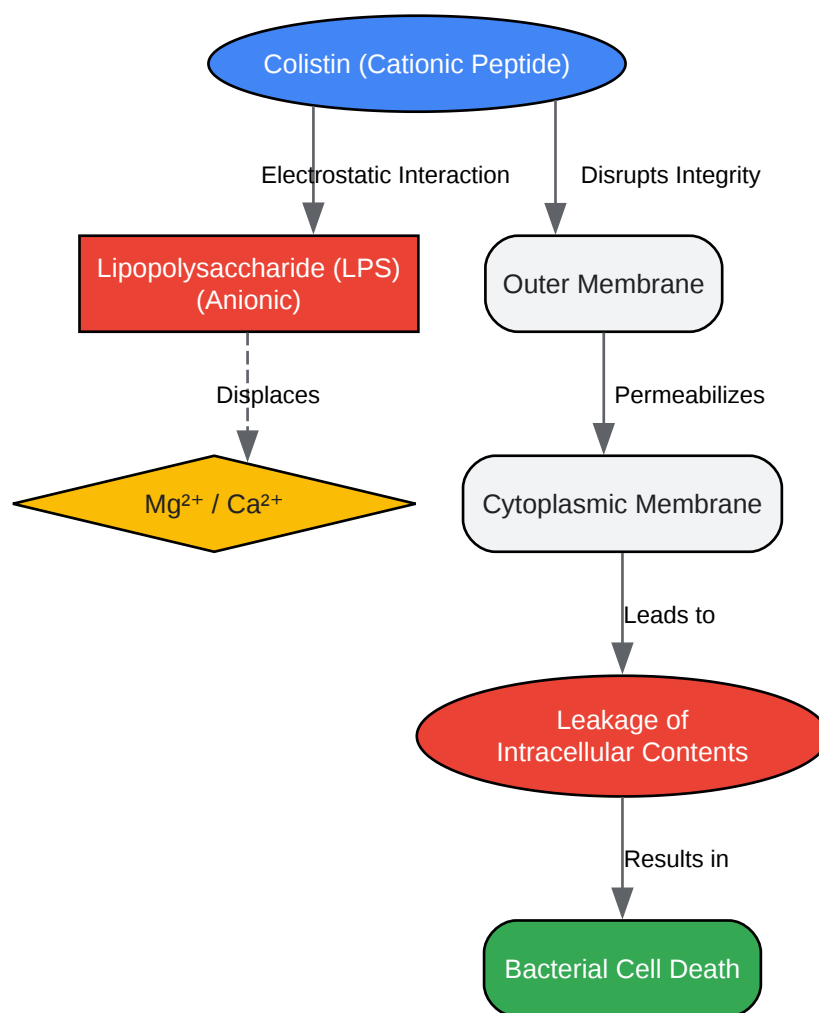 Colistin (Cationic Peptide)
Electrostatic Interaction
Disrupts Integrity
Lipopolysaccharide (LPS)
(Anionic)
Outer Membrane
Displaces
Permeabilizes
Mg²⁺ / Ca²⁺
Cytoplasmic Membrane
Leads to
Leakage of
Intracellular Contents
Results in
Bacterial Cell Death